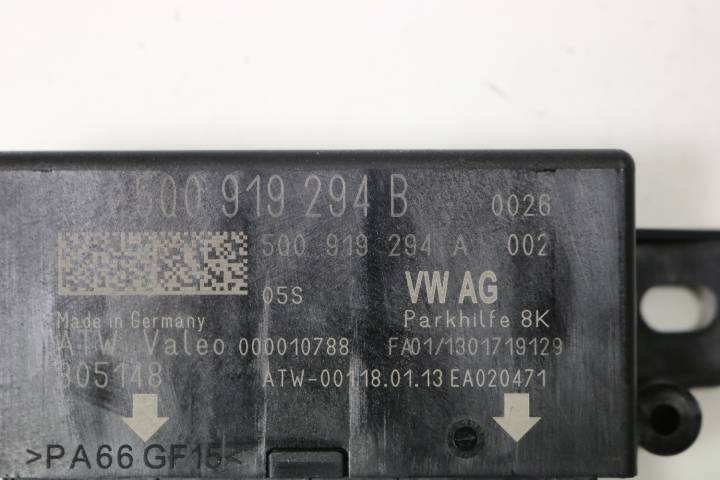 5Q0 919 294 B 0026
5Q0 919 294 A 002
05S VW AG
Made in Germany Parkhilfe 8K
ATW Valeo 000010788 FA01/1301719129
805148 ATW-00118.01.13 EA020471
>PA66 GF15<